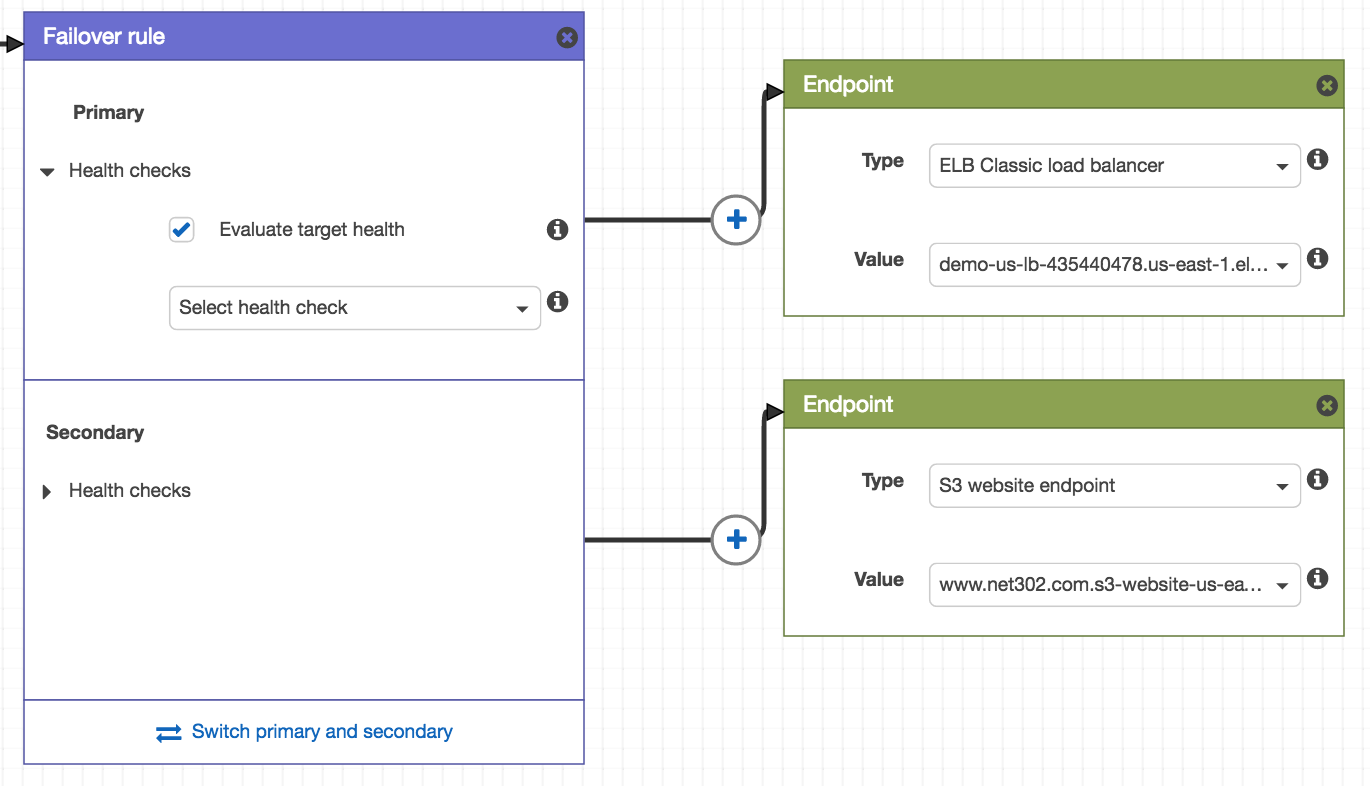 Failover rule
Primary
Health checks
Evaluate target health
Select health check
Secondary
Health checks
Switch primary and secondary
Endpoint
Type
ELB Classic load balancer
Value
demo-us-lb-435440478.us-east-1.el...
Endpoint
Type
S3 website endpoint
Value
www.net302.com.s3-website-us-ea...